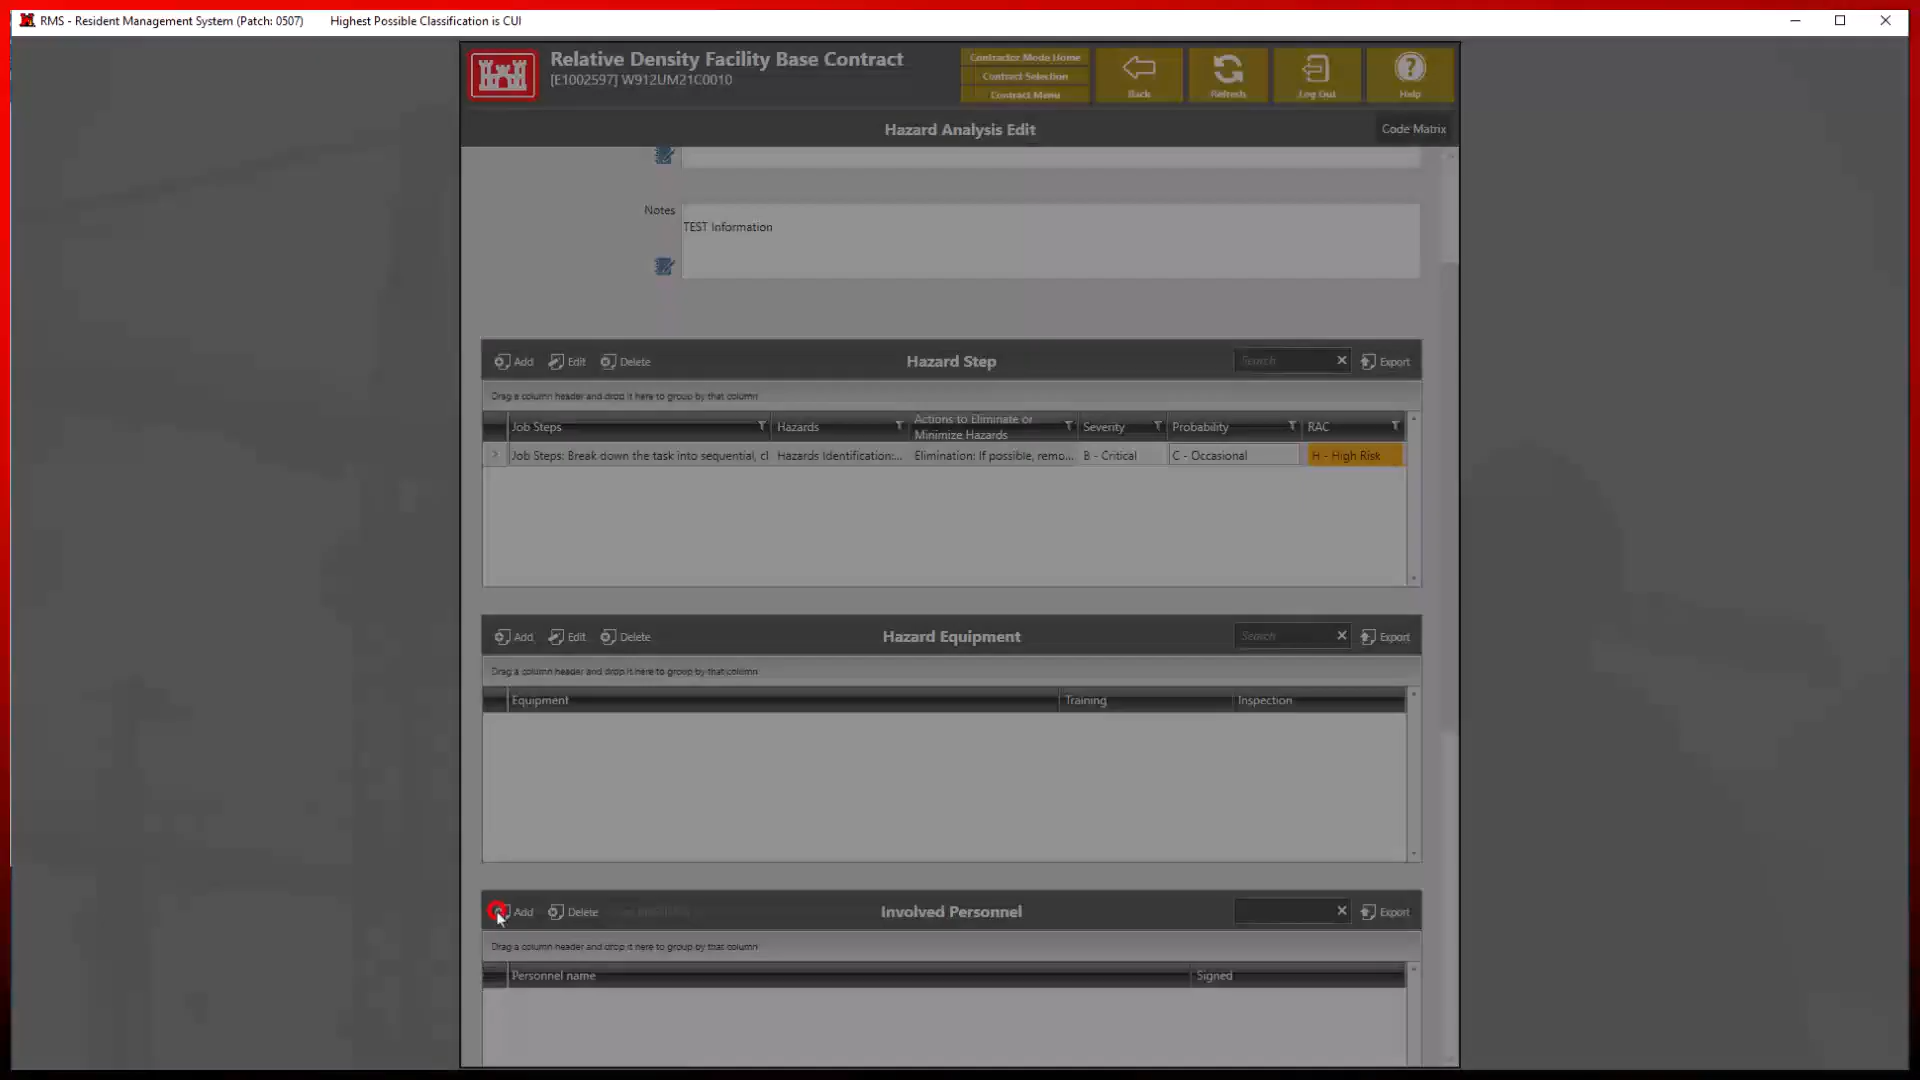 RMS - Resident Management System (Patch: 0507) Highest Possible Classification is CUI
Relative Density Facility Base Contract
[E1002597] W912UM21C0010
Contractor Mode Home
Contract Selection
Contract Menu
Back
Refresh
Log Out
Help
Hazard Analysis Edit
Code Matrix
Notes
TEST Information
Add Edit Delete Hazard Step Search Export
Drag a column header and drop it here to group by that column
Job Steps Hazards Actions to Eliminate or Minimize Hazards Severity Probability RAC
Job Steps: Break down the task into sequential, cl Hazards Identification:... Elimination: If possible, remo... B - Critical C - Occasional H - High Risk
Add Edit Delete Hazard Equipment Search Export
Drag a column header and drop it here to group by that column
Equipment Training Inspection
Add Delete Involved Personnel Export
Drag a column header and drop it here to group by that column
Personnel name Signed